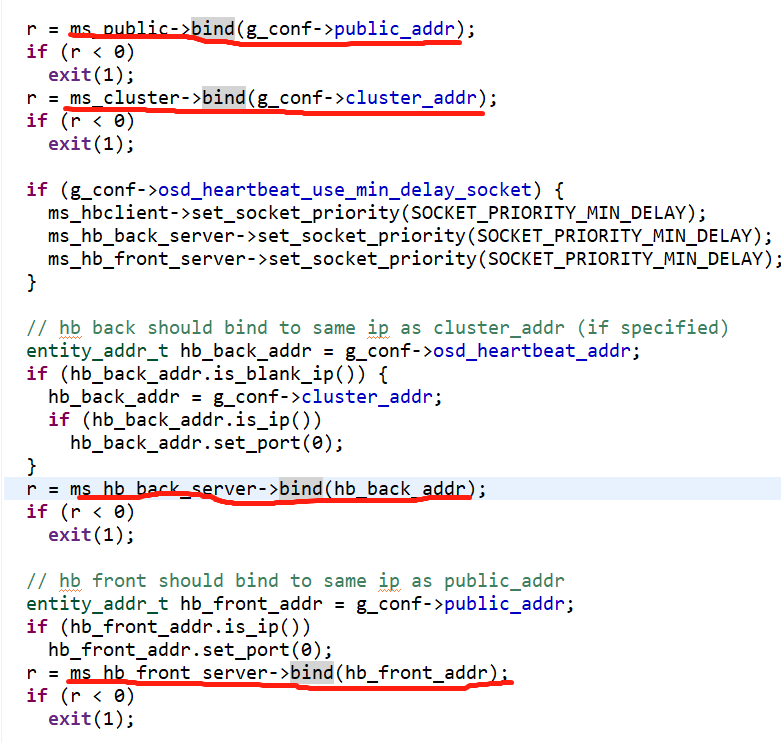 r = ms_public->bind(g_conf->public_addr);
if (r < 0)
exit(1);
r = ms_cluster->bind(g_conf->cluster_addr);
if (r < 0)
exit(1);
if (g_conf->osd_heartbeat_use_min_delay_socket) {
ms_hbclient->set_socket_priority(SOCKET_PRIORITY_MIN_DELAY);
ms_hb_back_server->set_socket_priority(SOCKET_PRIORITY_MIN_DELAY);
ms_hb_front_server->set_socket_priority(SOCKET_PRIORITY_MIN_DELAY);
}
// hb back should bind to same ip as cluster_addr (if specified)
entity_addr_t hb_back_addr = g_conf->osd_heartbeat_addr;
if (hb_back_addr.is_blank_ip()) {
hb_back_addr = g_conf->cluster_addr;
if (hb_back_addr.is_ip())
hb_back_addr.set_port(0);
}
r = ms_hb_back_server->bind(hb_back_addr);
if (r < 0)
exit(1);
// hb front should bind to same ip as public_addr
entity_addr_t hb_front_addr = g_conf->public_addr;
if (hb_front_addr.is_ip())
hb_front_addr.set_port(0);
r = ms_hb_front_server->bind(hb_front_addr);
if (r < 0)
exit(1);